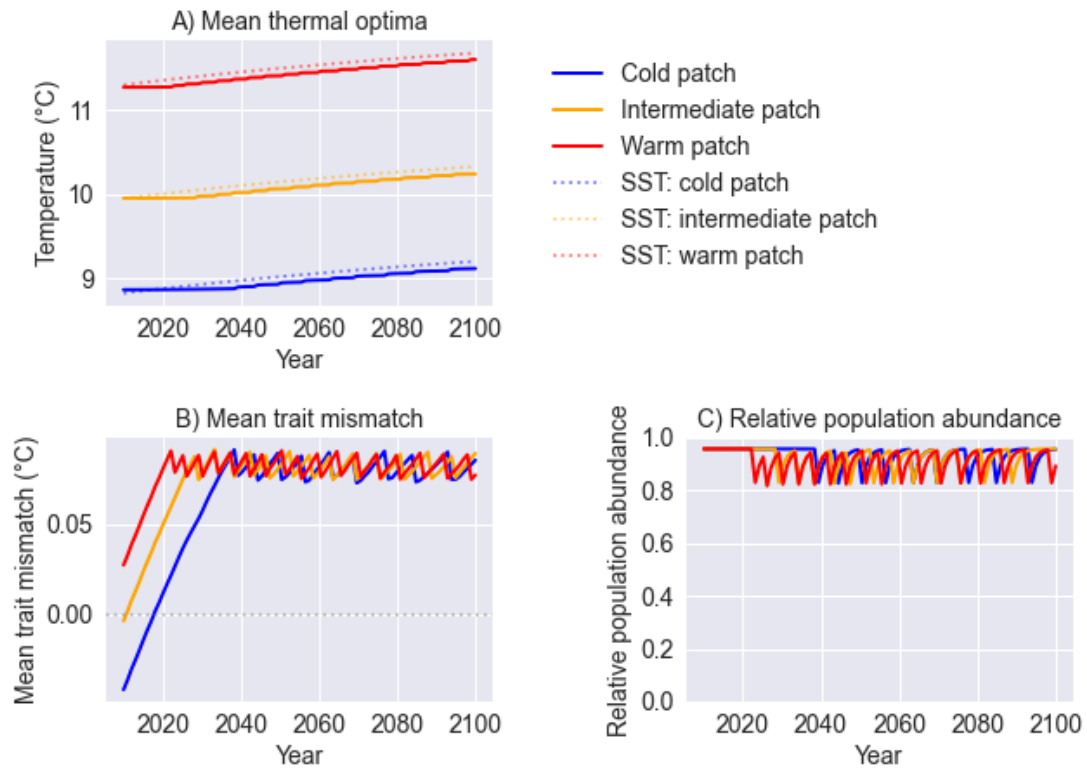 A) Mean thermal optima
Temperature (°C)
11
10
9
2020 2040 2060 2080 2100
Year
Cold patch
Intermediate patch
Warm patch
SST: cold patch
SST: intermediate patch
SST: warm patch
B) Mean trait mismatch
Mean trait mismatch (°C)
0.05
0.00
2020 2040 2060 2080 2100
Year
C) Relative population abundance
Relative population abundance
1.0
0.8
0.6
0.4
0.2
0.0
2020 2040 2060 2080 2100
Year